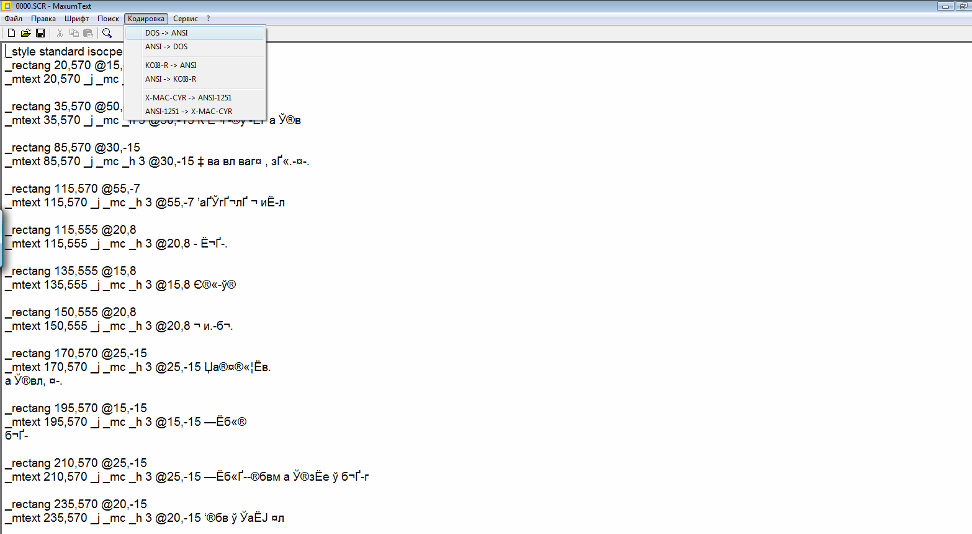 0000.SCR - MaxumText
Файл Правка Шрифт Поиск Кодировка Сервис ?
DOS -> ANSI
ANSI -> DOS
KOI8-R -> ANSI
ANSI -> KOI8-R
X-MAC-CYR -> ANSI-1251
ANSI-1251 -> X-MAC-CYR
_style standard isocpe
_rectang 20,570 @15,
_mtext 20,570 _j _mc
_rectang 35,570 @50,
_mtext 35,570 _j _mc _h 3 @50,-15 а Ў®в
_rectang 85,570 @30,-15
_mtext 85,570 _j _mc _h 3 @30,-15 ‡ ва вл ваг¤ , зҐ«.-¤-.
_rectang 115,570 @55,-7
_mtext 115,570 _j _mc _h 3 @55,-7 'аҐЎгҐ¬лҐ ¬ иЁ-л
_rectang 115,555 @20,8
_mtext 115,555 _j _mc _h 3 @20,8 - Ё¬Ґ-.
_rectang 135,555 @15,8
_mtext 135,555 _j _mc _h 3 @15,8 Є®«-ў®
_rectang 150,555 @20,8
_mtext 150,555 _j _mc _h 3 @20,8 ¬ и.-б¬.
_rectang 170,570 @25,-15
_mtext 170,570 _j _mc _h 3 @25,-15 Џа®¤®«¦Ёв.
а Ў®вл, ¤-.
_rectang 195,570 @15,-15
_mtext 195,570 _j _mc _h 3 @15,-15 —Ёб«®
б¬Ґ-
_rectang 210,570 @25,-15
_mtext 210,570 _j _mc _h 3 @25,-15 —Ёб«Ґ--®бвм а Ў®зЁе ў б¬Ґ-г
_rectang 235,570 @20,-15
_mtext 235,570 _j _mc _h 3 @20,-15 '®бв ў ЎаЁЈ ¤л